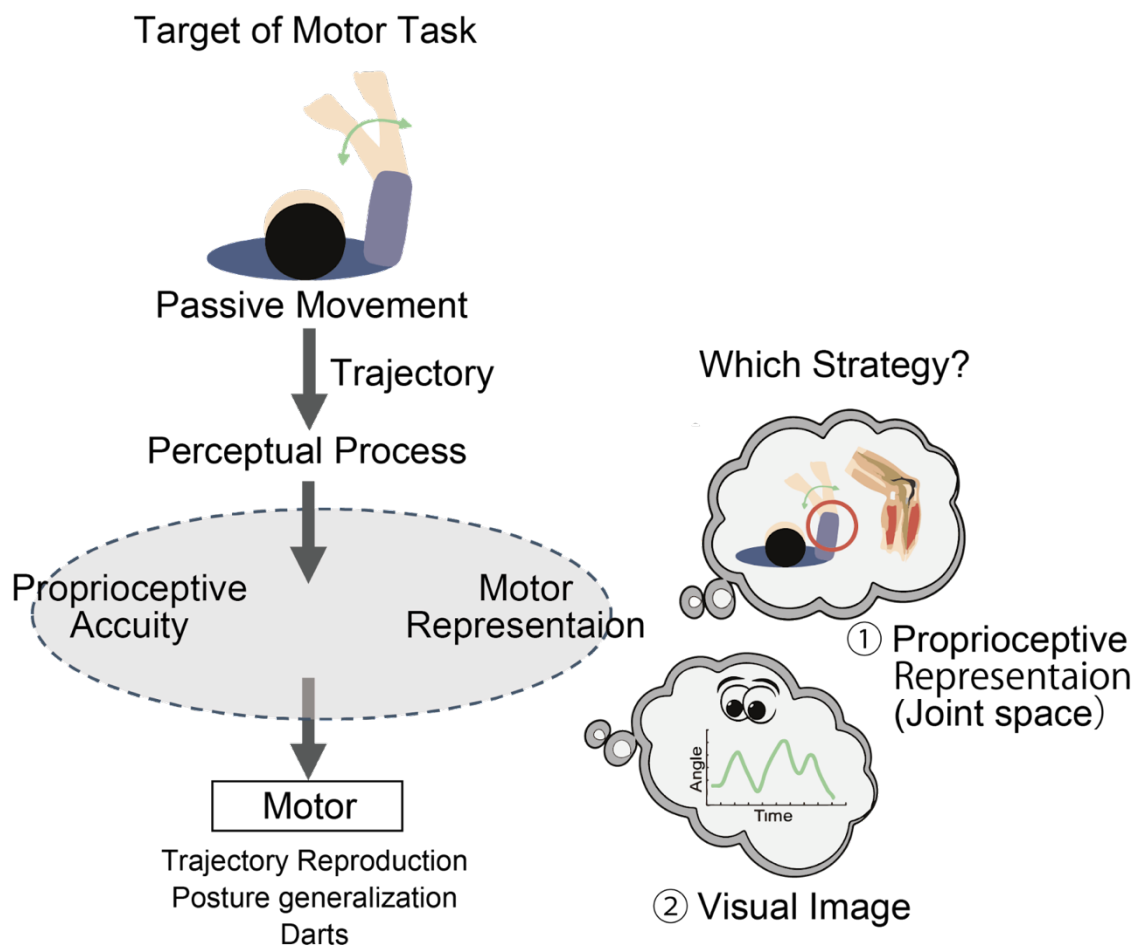 Target of Motor Task
Passive Movement
Trajectory
Perceptual Process
Proprioceptive
Accuity
Motor
Representaion
Motor
Trajectory Reproduction
Posture generalization
Darts
Which Strategy?
① Proprioceptive
Representaion
(Joint space）
Angle
Time
② Visual Image